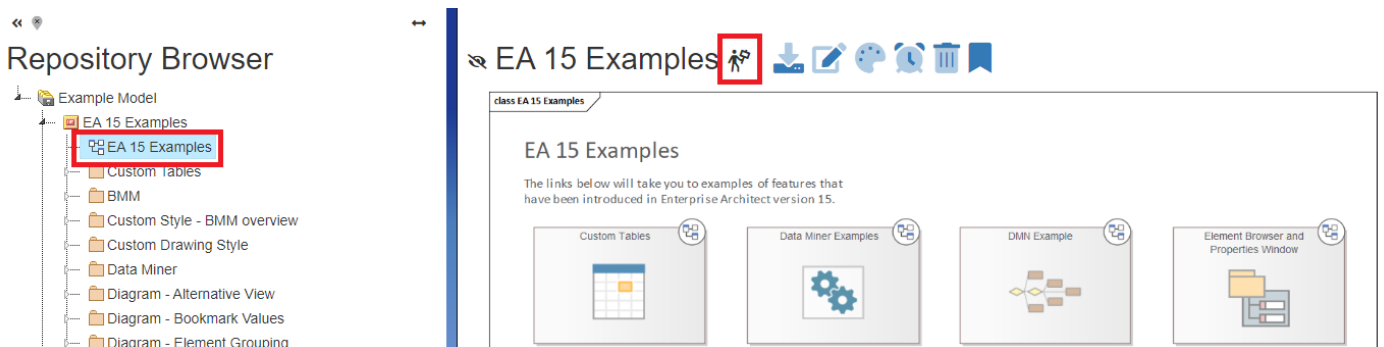 Repository Browser
Example Model
EA 15 Examples
EA 15 Examples
Custom Tables
BMM
Custom Style - BMM overview
Custom Drawing Style
Data Miner
Diagram - Alternative View
Diagram - Bookmark Values
Diagram - Element Grouping
EA 15 Examples
class EA 15 Examples
EA 15 Examples
The links below will take you to examples of features that
have been introduced in Enterprise Architect version 15.
Custom Tables
Data Miner Examples
DMN Example
Element Browser and
Properties Window